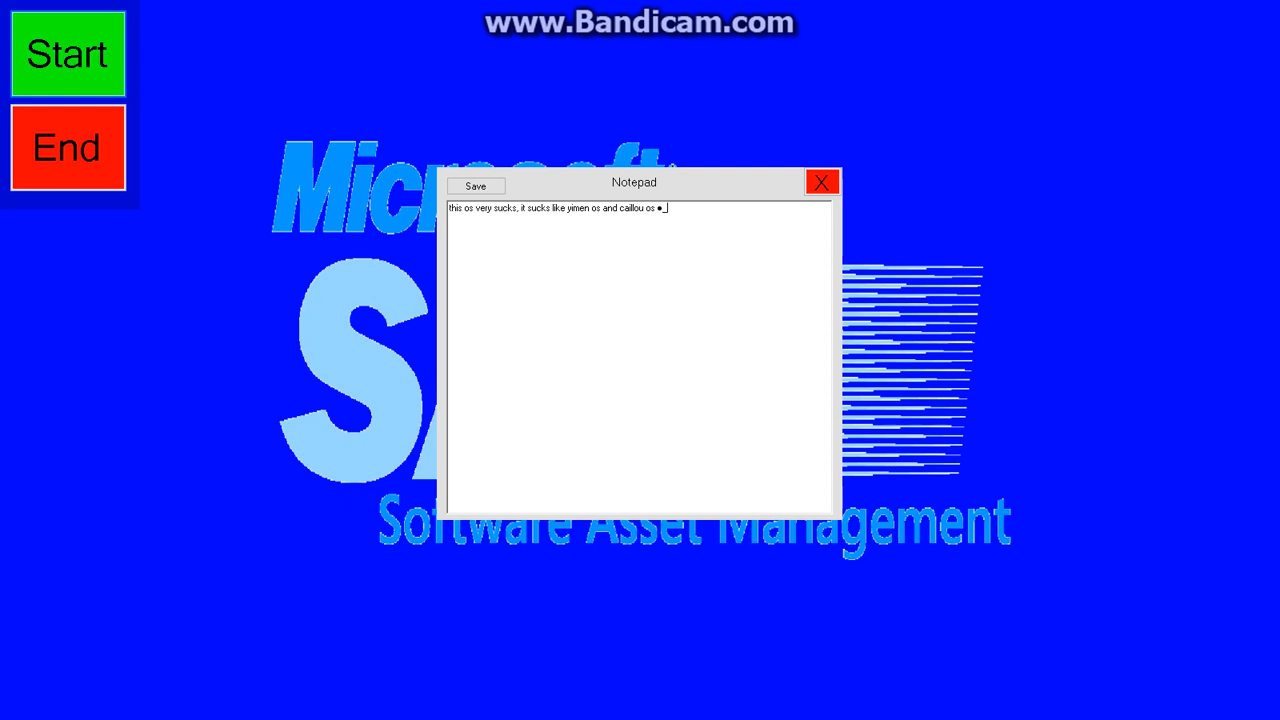 www.Bandicam.com
Start
End
Microsoft
Save
Notepad
X
this os very sucks, it sucks like yimen os and caillou os ●_
Software Asset Management